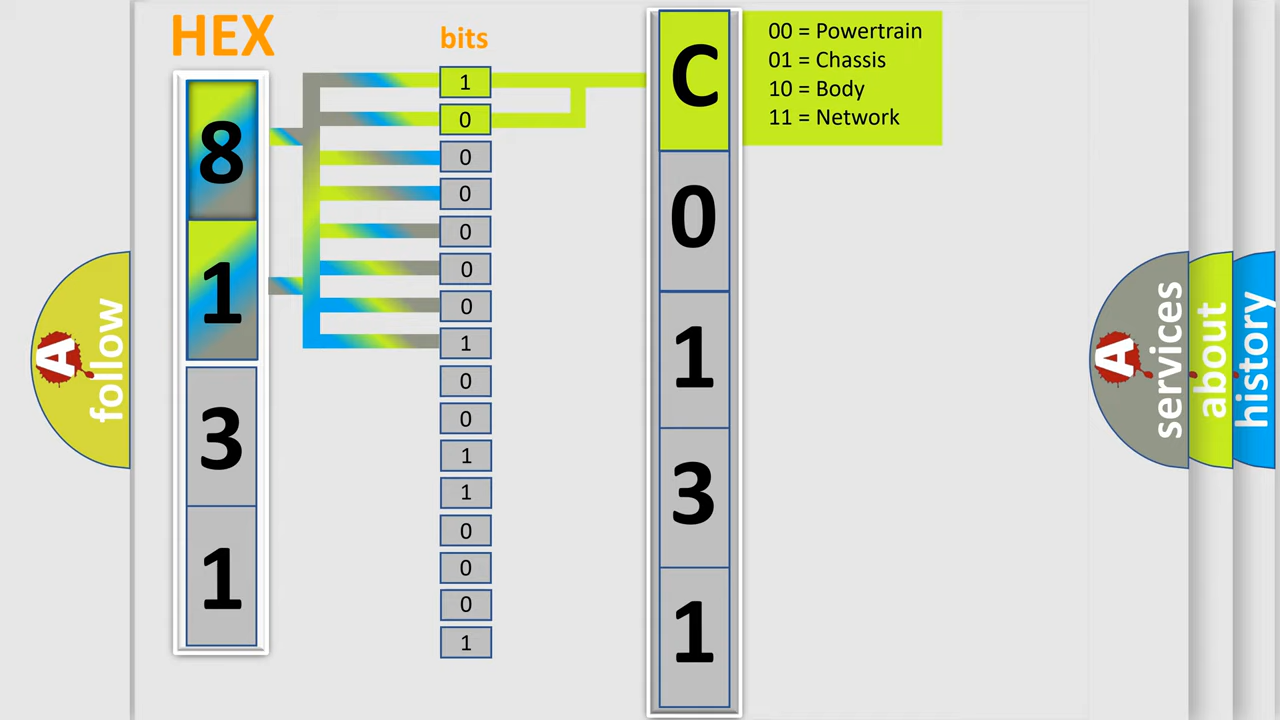 HEX
bits
8
1
3
1
1
0
0
0
0
0
0
1
0
0
1
1
0
0
0
1
C
0
1
3
1
00 = Powertrain
01 = Chassis
10 = Body
11 = Network
A
follow
A
services
about
history